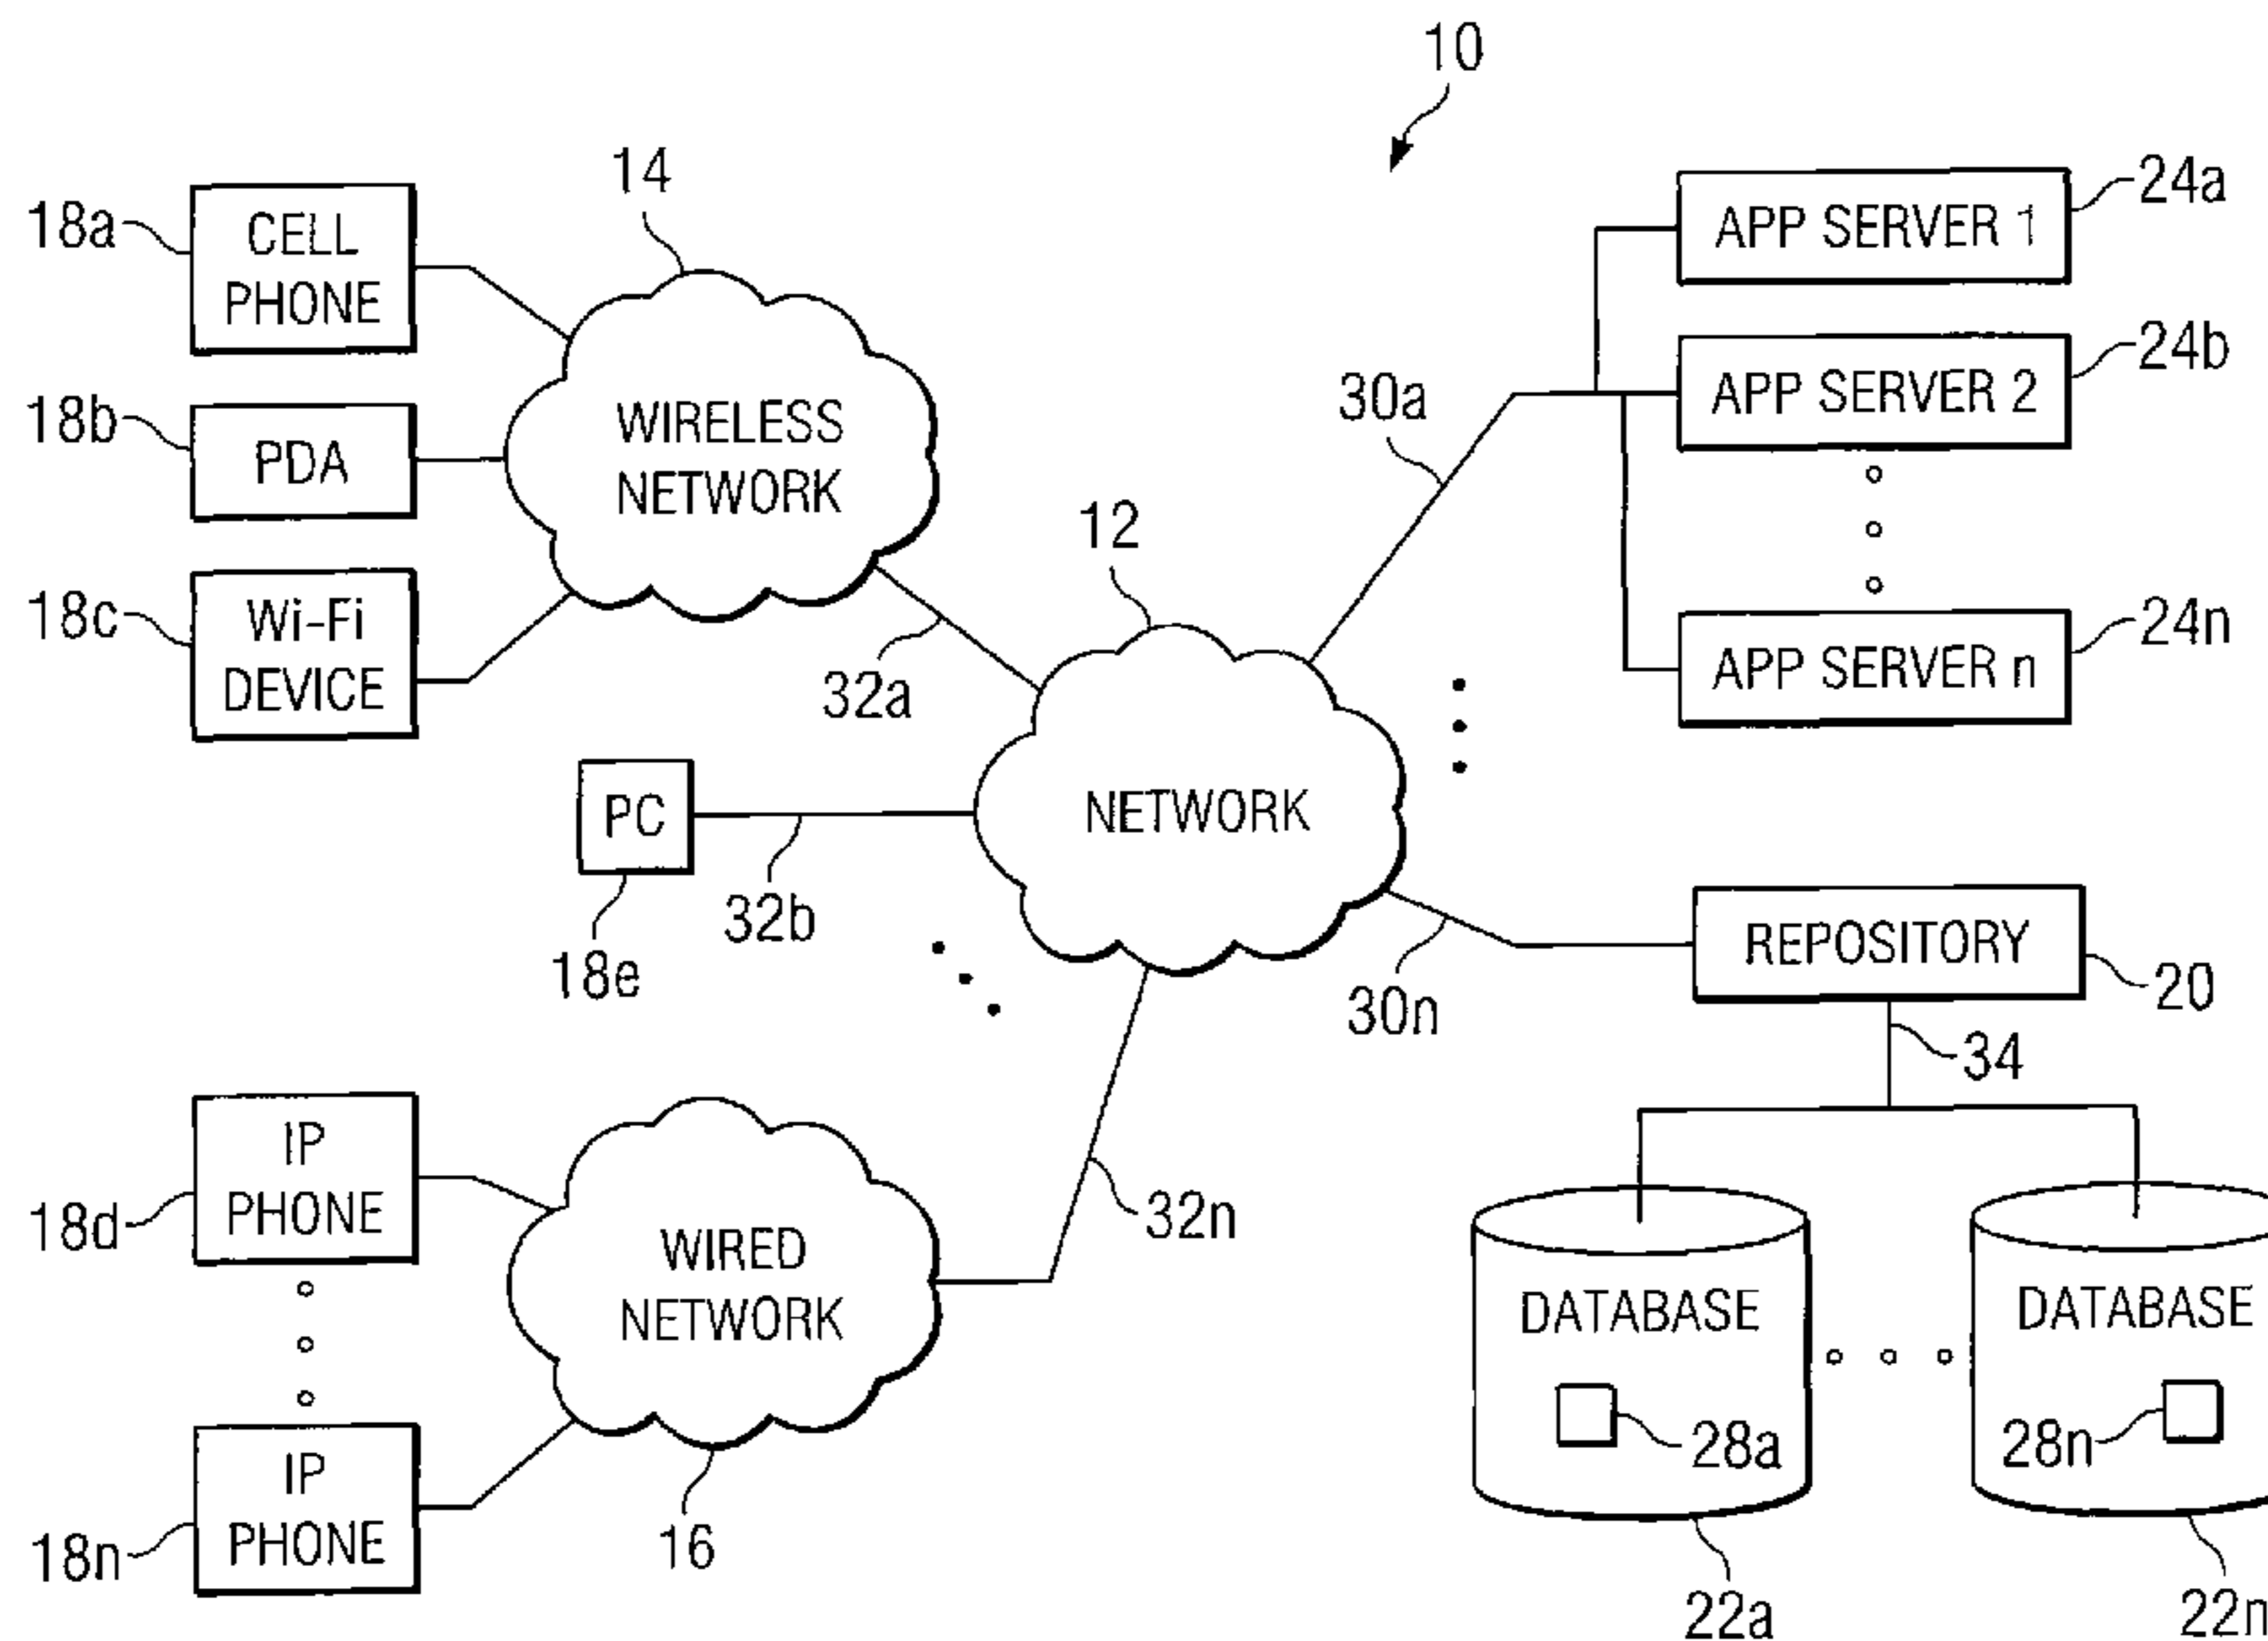 10
14
18a
CELL
PHONE
18b
PDA
18c
Wi-Fi
DEVICE
WIRELESS
NETWORK
32a
12
NETWORK
30a
APP SERVER 1
24a
APP SERVER 2
24b
APP SERVER n
24n
PC
18e
32b
30n
REPOSITORY
20
34
18d
IP
PHONE
18n
IP
PHONE
WIRED
NETWORK
16
32n
DATABASE
28a
22a
DATABASE
28n
22n